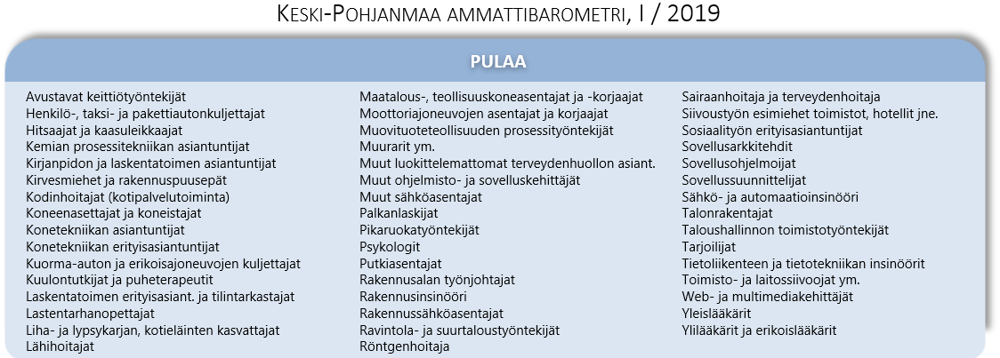 KESKI-POHJANMAA AMMATTIBAROMETRI, I / 2019
PULAA
Avustavat keittiötyöntekijät
Henkilö-, taksi- ja pakettiautonkuljettajat
Hitsaajat ja kaasuleikkaajat
Kemian prosessitekniikan asiantuntijat
Kirjanpidon ja laskentatoimen asiantuntijat
Kirvesmiehet ja rakennuspuusepät
Kodinhoitajat (kotipalvelutoiminta)
Koneenasettajat ja koneistajat
Konetekniikan asiantuntijat
Konetekniikan erityisasiantuntijat
Kuorma-auton ja erikoisajoneuvojen kuljettajat
Kuulontutkijat ja puheterapeutit
Laskentatoimen erityisasiant. ja tilintarkastajat
Lastentarhanopettajat
Liha- ja lypsykarjan, kotieläinten kasvattajat
Lähihoitajat
Maatalous-, teollisuuskoneasentajat ja -korjaajat
Moottoriajoneuvojen asentajat ja korjaajat
Muovituoteteollisuuden prosessityöntekijät
Muurarit ym.
Muut luokittelemattomat terveydenhuollon asiant.
Muut ohjelmisto- ja sovelluskehittäjät
Muut sähköasentajat
Palkanlaskijat
Pikaruokatyöntekijät
Psykologit
Putkiasentajat
Rakennusalan työnjohtajat
Rakennusinsinööri
Rakennussähköasentajat
Ravintola- ja suurtaloustyöntekijät
Röntgenhoitaja
Sairaanhoitaja ja terveydenhoitaja
Siivoustyön esimiehet toimistot, hotellit jne.
Sosiaalityön erityisasiantuntijat
Sovellusarkkitehdit
Sovellusohjelmoijat
Sovellussuunnittelijat
Sähkö- ja automaatioinsinööri
Talonrakentajat
Taloushallinnon toimistotyöntekijät
Tarjoilijat
Tietoliikenteen ja tietotekniikan insinöörit
Toimisto- ja laitossiivoojat ym.
Web- ja multimediakehittäjät
Yleislääkärit
Ylilääkärit ja erikoislääkärit